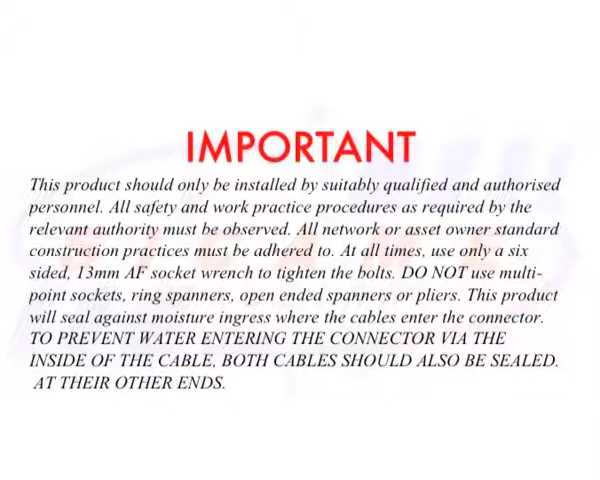 IMPORTANT
This product should only be installed by suitably qualified and authorised
personnel. All safety and work practice procedures as required by the
relevant authority must be observed. All network or asset owner standard
construction practices must be adhered to. At all times, use only a six
sided, 13mm AF socket wrench to tighten the bolts. DO NOT use multi-
point sockets, ring spanners, open ended spanners or pliers. This product
will seal against moisture ingress where the cables enter the connector.
TO PREVENT WATER ENTERING THE CONNECTOR VIA THE
INSIDE OF THE CABLE, BOTH CABLES SHOULD ALSO BE SEALED.
AT THEIR OTHER ENDS.